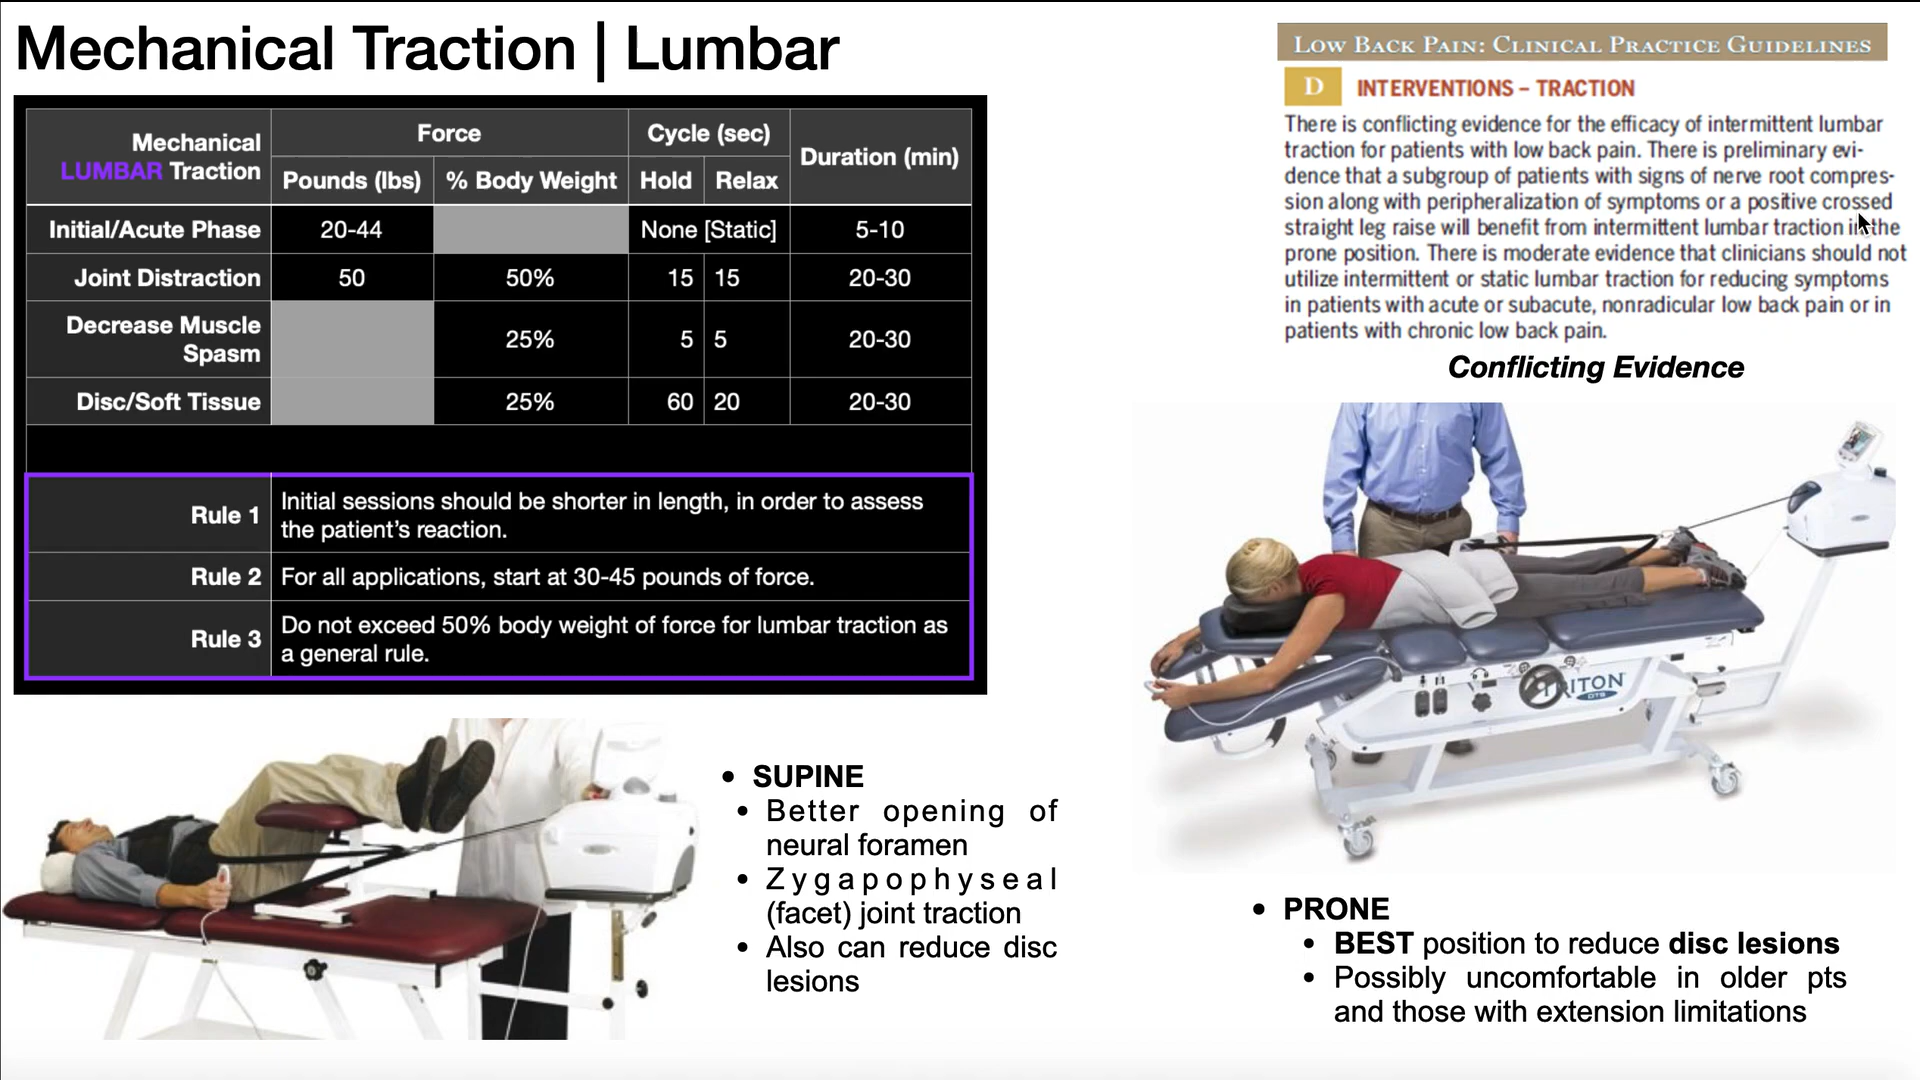 Mechanical Traction | Lumbar
Mechanical
LUMBAR Traction
Force
Cycle (sec)
Duration (min)
Pounds (lbs)
% Body Weight
Hold
Relax
Initial/Acute Phase
20-44
None [Static]
5-10
Joint Distraction
50
50%
15
15
20-30
Decrease Muscle
Spasm
25%
5
5
20-30
Disc/Soft Tissue
25%
60
20
20-30
Rule 1
Initial sessions should be shorter in length, in order to assess
the patient's reaction.
Rule 2
For all applications, start at 30-45 pounds of force.
Rule 3
Do not exceed 50% body weight of force for lumbar traction as
a general rule.
LOW BACK PAIN: CLINICAL PRACTICE GUIDELINES
D
INTERVENTIONS – TRACTION
There is conflicting evidence for the efficacy of intermittent lumbar
traction for patients with low back pain. There is preliminary evi-
dence that a subgroup of patients with signs of nerve root compres-
sion along with peripheralization of symptoms or a positive crossed
straight leg raise will benefit from intermittent lumbar traction in the
prone position. There is moderate evidence that clinicians should not
utilize intermittent or static lumbar traction for reducing symptoms
in patients with acute or subacute, nonradicular low back pain or in
patients with chronic low back pain.
Conflicting Evidence
TRITON
DTS
• SUPINE
• Better opening of
neural foramen
• Zygapophyseal
(facet) joint traction
• Also can reduce disc
lesions
• PRONE
• BEST position to reduce disc lesions
• Possibly uncomfortable in older pts
and those with extension limitations